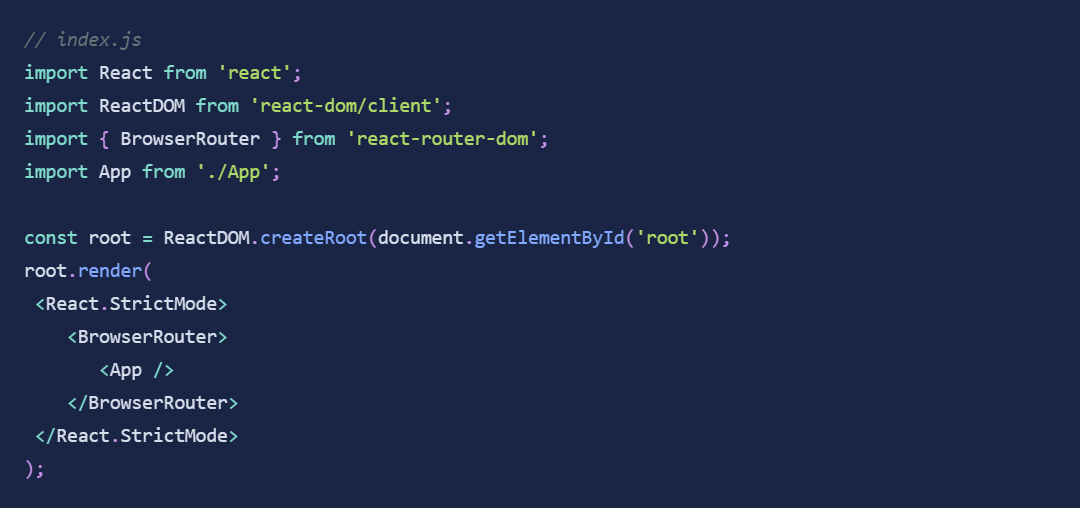 // index.js
import React from 'react';
import ReactDOM from 'react-dom/client';
import { BrowserRouter } from 'react-router-dom';
import App from './App';

const root = ReactDOM.createRoot(document.getElementById('root'));
root.render(
 <React.StrictMode>
    <BrowserRouter>
       <App />
    </BrowserRouter>
 </React.StrictMode>
);